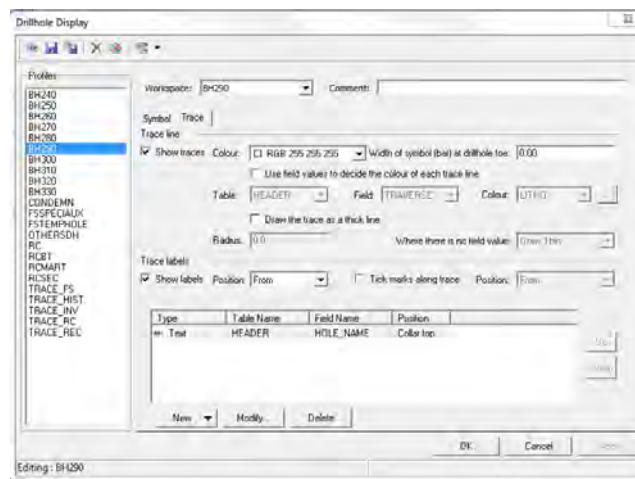 Drillhole Display
Profiles
BH240
BH250
BH260
BH270
BH280
BH290
BH300
BH310
BH320
BH330
CONDEMN
FSSPECIAUX
FSTEMPHOLE
OTHERSDH
RC
RCBT
RCMART
RCSEC
TRACE_FS
TRACE_HIST
TRACE_INV
TRACE_RC
TRACE_REC
Workspace: BH290 Comment:
Symbol Trace
Trace line
Show traces Colour: CI RGB 255 255 255 Width of symbol (bar) at drillhole toe: 0.00
Use field values to decide the colour of each trace line
Table: HEADER Field: TRAVERSE Colour: LITHO ...
Draw the trace as a thick line
Radius: 0.0 Where there is no field value: Draw Thin
Trace labels
Show labels Position: From Tick marks along trace Position: From
Type Table Name Field Name Position
Text HEADER HOLE_NAME Collar top
New Modify... Delete
OK Cancel
Editing : BH290